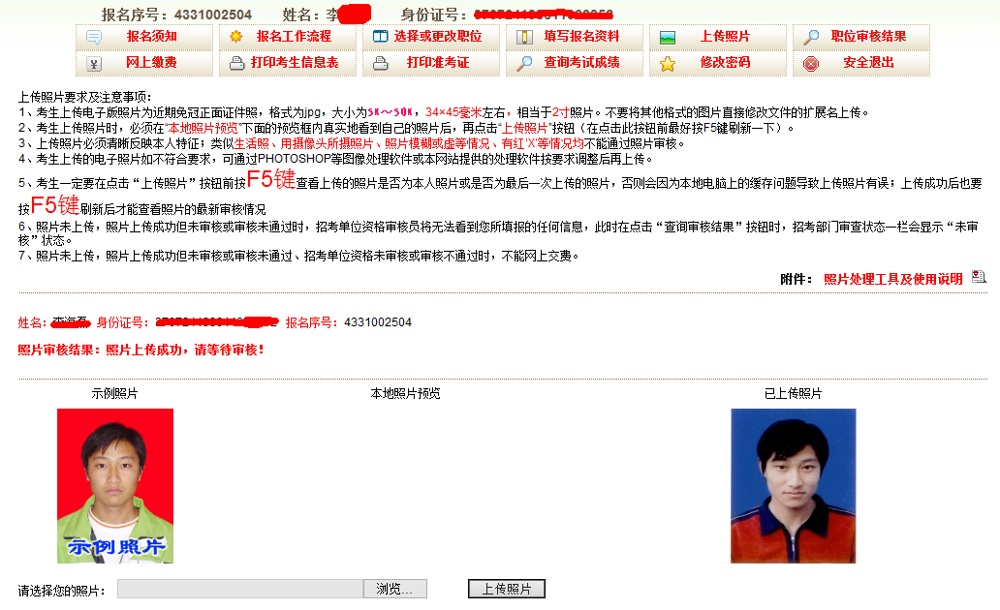 报名序号：4331002504 姓名：李 身份证号：
报名须知 报名工作流程 选择或更改职位 填写报名资料 上传照片 职位审核结果
网上缴费 打印考生信息表 打印准考证 查询考试成绩 修改密码 安全退出
上传照片要求及注意事项：
1、考生上传电子版照片为近期免冠正面证件照，格式为jpg，大小为5K～50K，34×45毫米左右，相当于2寸照片。不要将其他格式的图片直接修改文件的扩展名上传。
2、考生上传照片时，必须在“本地照片预览”下面的预览框内真实地看到自己的照片后，再点击“上传照片”按钮（在点击此按钮前最好按F5键刷新一下）。
3、上传照片必须清晰反映本人特征；类似生活照、用摄像头所摄照片、照片模糊或虚等情况、有红‘X’等情况均不能通过照片审核。
4、考生上传的电子照片如不符合要求，可通过PHOTOSHOP等图像处理软件或本网站提供的处理软件按要求调整后再上传。
5、考生一定要在点击“上传照片”按钮前按F5键查看上传的照片是否为本人照片或是否为最后一次上传的照片，否则会因为本地电脑上的缓存问题导致上传照片有误；上传成功后也要
按F5键刷新后才能查看照片的最新审核情况
6、照片未上传，照片上传成功但未审核或审核未通过时，招考单位资格审核员将无法看到您所填报的任何信息，此时在点击“查询审核结果”按钮时，招考部门审查状态一栏会显示“未审
核”状态。
7、照片未上传，照片上传成功但未审核或审核未通过、招考单位资格未审核或审核不通过时，不能网上交费。
附件： 照片处理工具及使用说明
姓名： 身份证号： 报名序号：4331002504
照片审核结果：照片上传成功，请等待审核！
示例照片 本地照片预览 已上传照片
示例照片
请选择您的照片： 浏览... 上传照片